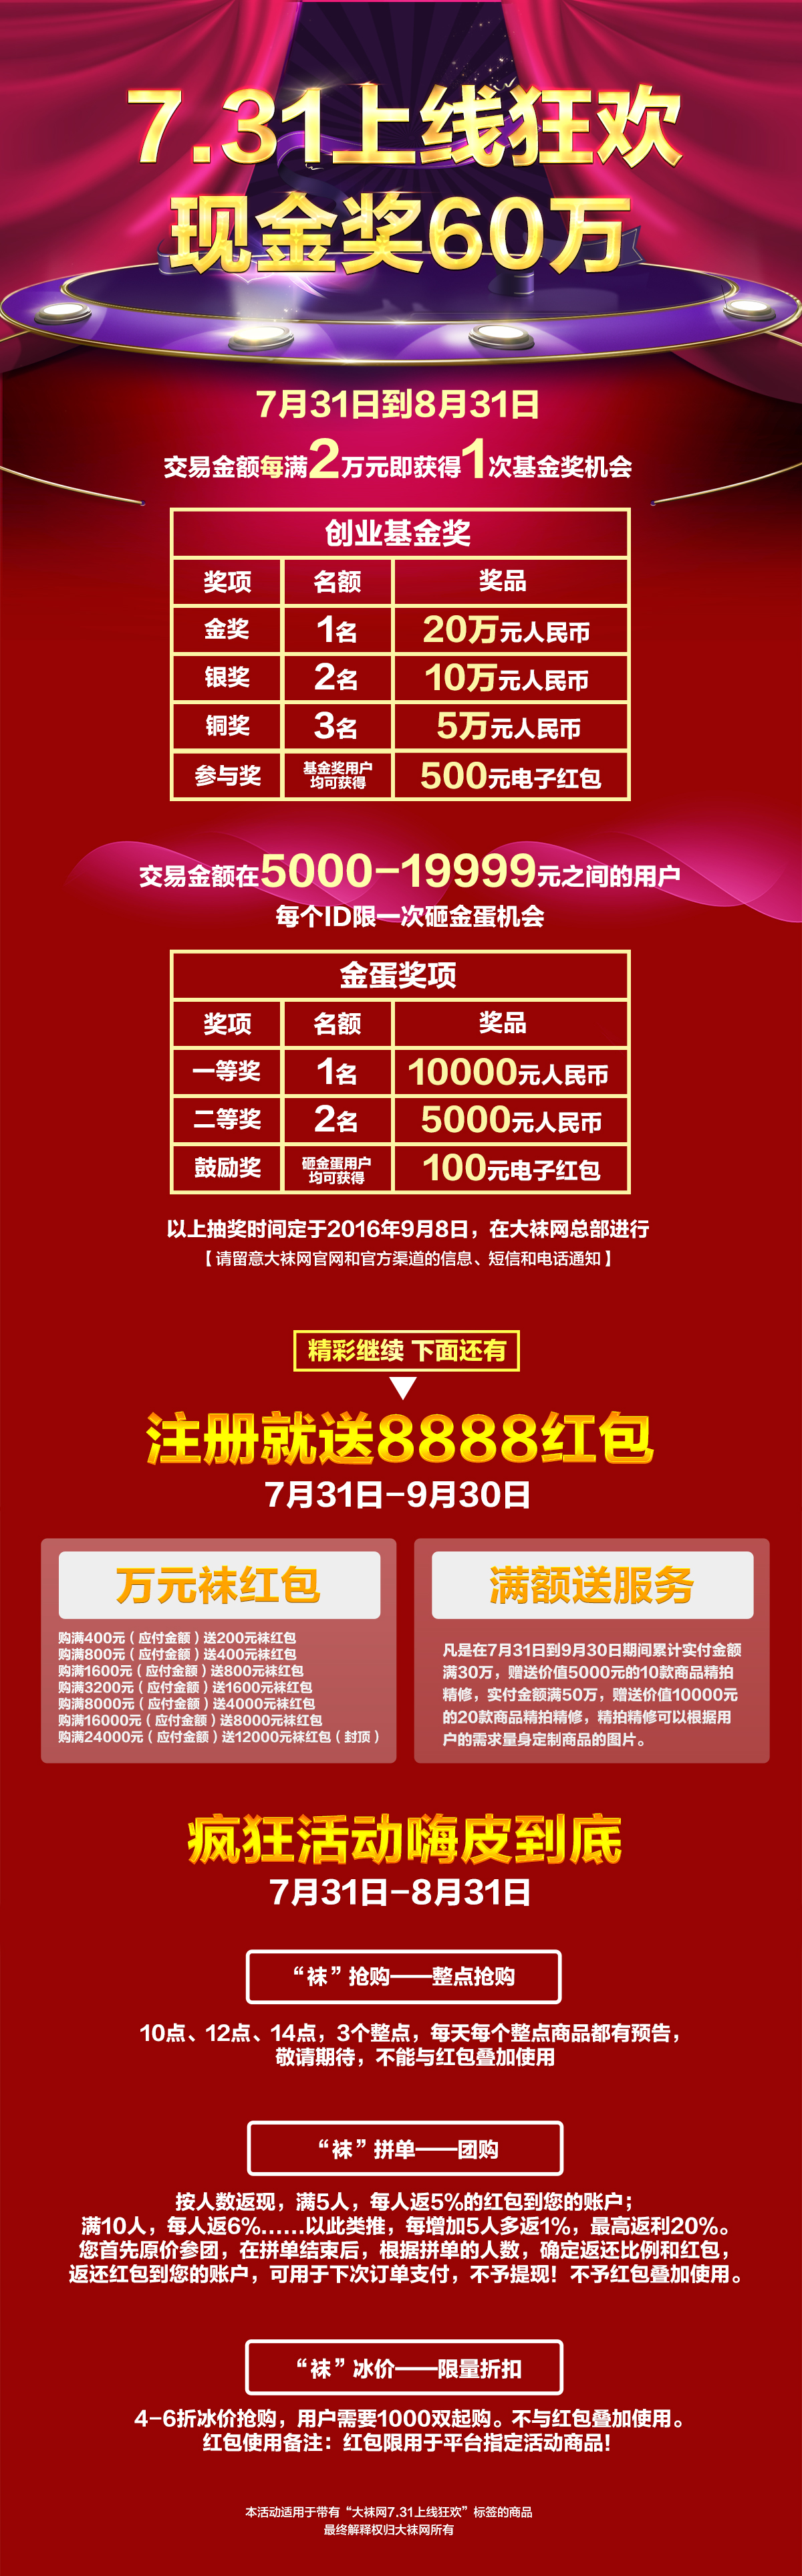 7.31上线狂欢
现金奖60万
7月31日到8月31日
交易金额每满2万元即获得1次基金奖机会
创业基金奖
奖项 名额 奖品
金奖 1名 20万元人民币
银奖 2名 10万元人民币
铜奖 3名 5万元人民币
参与奖 基金奖用户均可获得 500元电子红包
交易金额在5000-19999元之间的用户
每个ID限一次砸金蛋机会
金蛋奖项
奖项 名额 奖品
一等奖 1名 10000元人民币
二等奖 2名 5000元人民币
鼓励奖 砸金蛋用户均可获得 100元电子红包
以上抽奖时间定于2016年9月8日，在大袜网总部进行
【请留意大袜网官网和官方渠道的信息、短信和电话通知】
精彩继续 下面还有
注册就送8888红包
7月31日-9月30日
万元袜红包
购满400元（应付金额）送200元袜红包
购满800元（应付金额）送400元袜红包
购满1600元（应付金额）送800元袜红包
购满3200元（应付金额）送1600元袜红包
购满8000元（应付金额）送4000元袜红包
购满16000元（应付金额）送8000元袜红包
购满24000元（应付金额）送12000元袜红包（封顶）
满额送服务
凡是在7月31日到9月30日期间累计实付金额
满30万，赠送价值5000元的10款商品精拍
精修，实付金额满50万，赠送价值10000元
的20款商品精拍精修，精拍精修可以根据用
户的需求量身定制商品的图片。
疯狂活动嗨皮到底
7月31日-8月31日
“袜”抢购——整点抢购
10点、12点、14点，3个整点，每天每个整点商品都有预告，
敬请期待，不能与红包叠加使用
“袜”拼单——团购
按人数返现，满5人，每人返5%的红包到您的账户；
满10人，每人返6%……以此类推，每增加5人多返1%，最高返利20%。
您首先原价参团，在拼单结束后，根据拼单的人数，确定返还比例和红包，
返还红包到您的账户，可用于下次订单支付，不予提现！不予红包叠加使用。
“袜”冰价——限量折扣
4-6折冰价抢购，用户需要1000双起购。不与红包叠加使用。
红包使用备注：红包限用于平台指定活动商品！
本活动适用于带有“大袜网7.31上线狂欢”标签的商品
最终解释权归大袜网所有